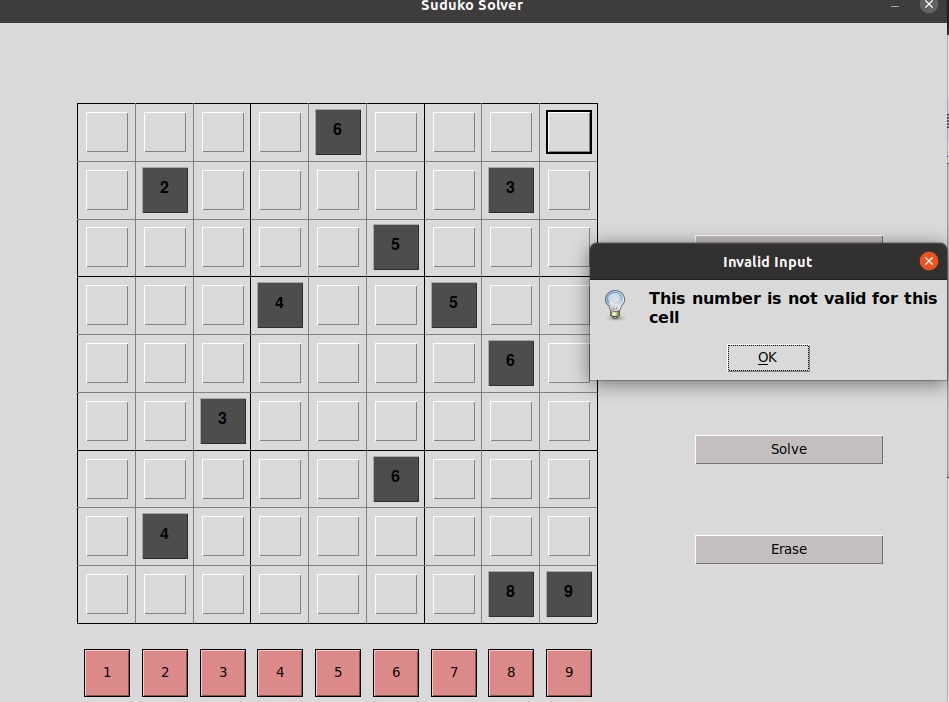 Suduko Solver
6
2 3
5
Invalid Input
This number is not valid for this
cell
4 5
OK
6
3
Solve
6
4
Erase
8 9
1 2 3 4 5 6 7 8 9